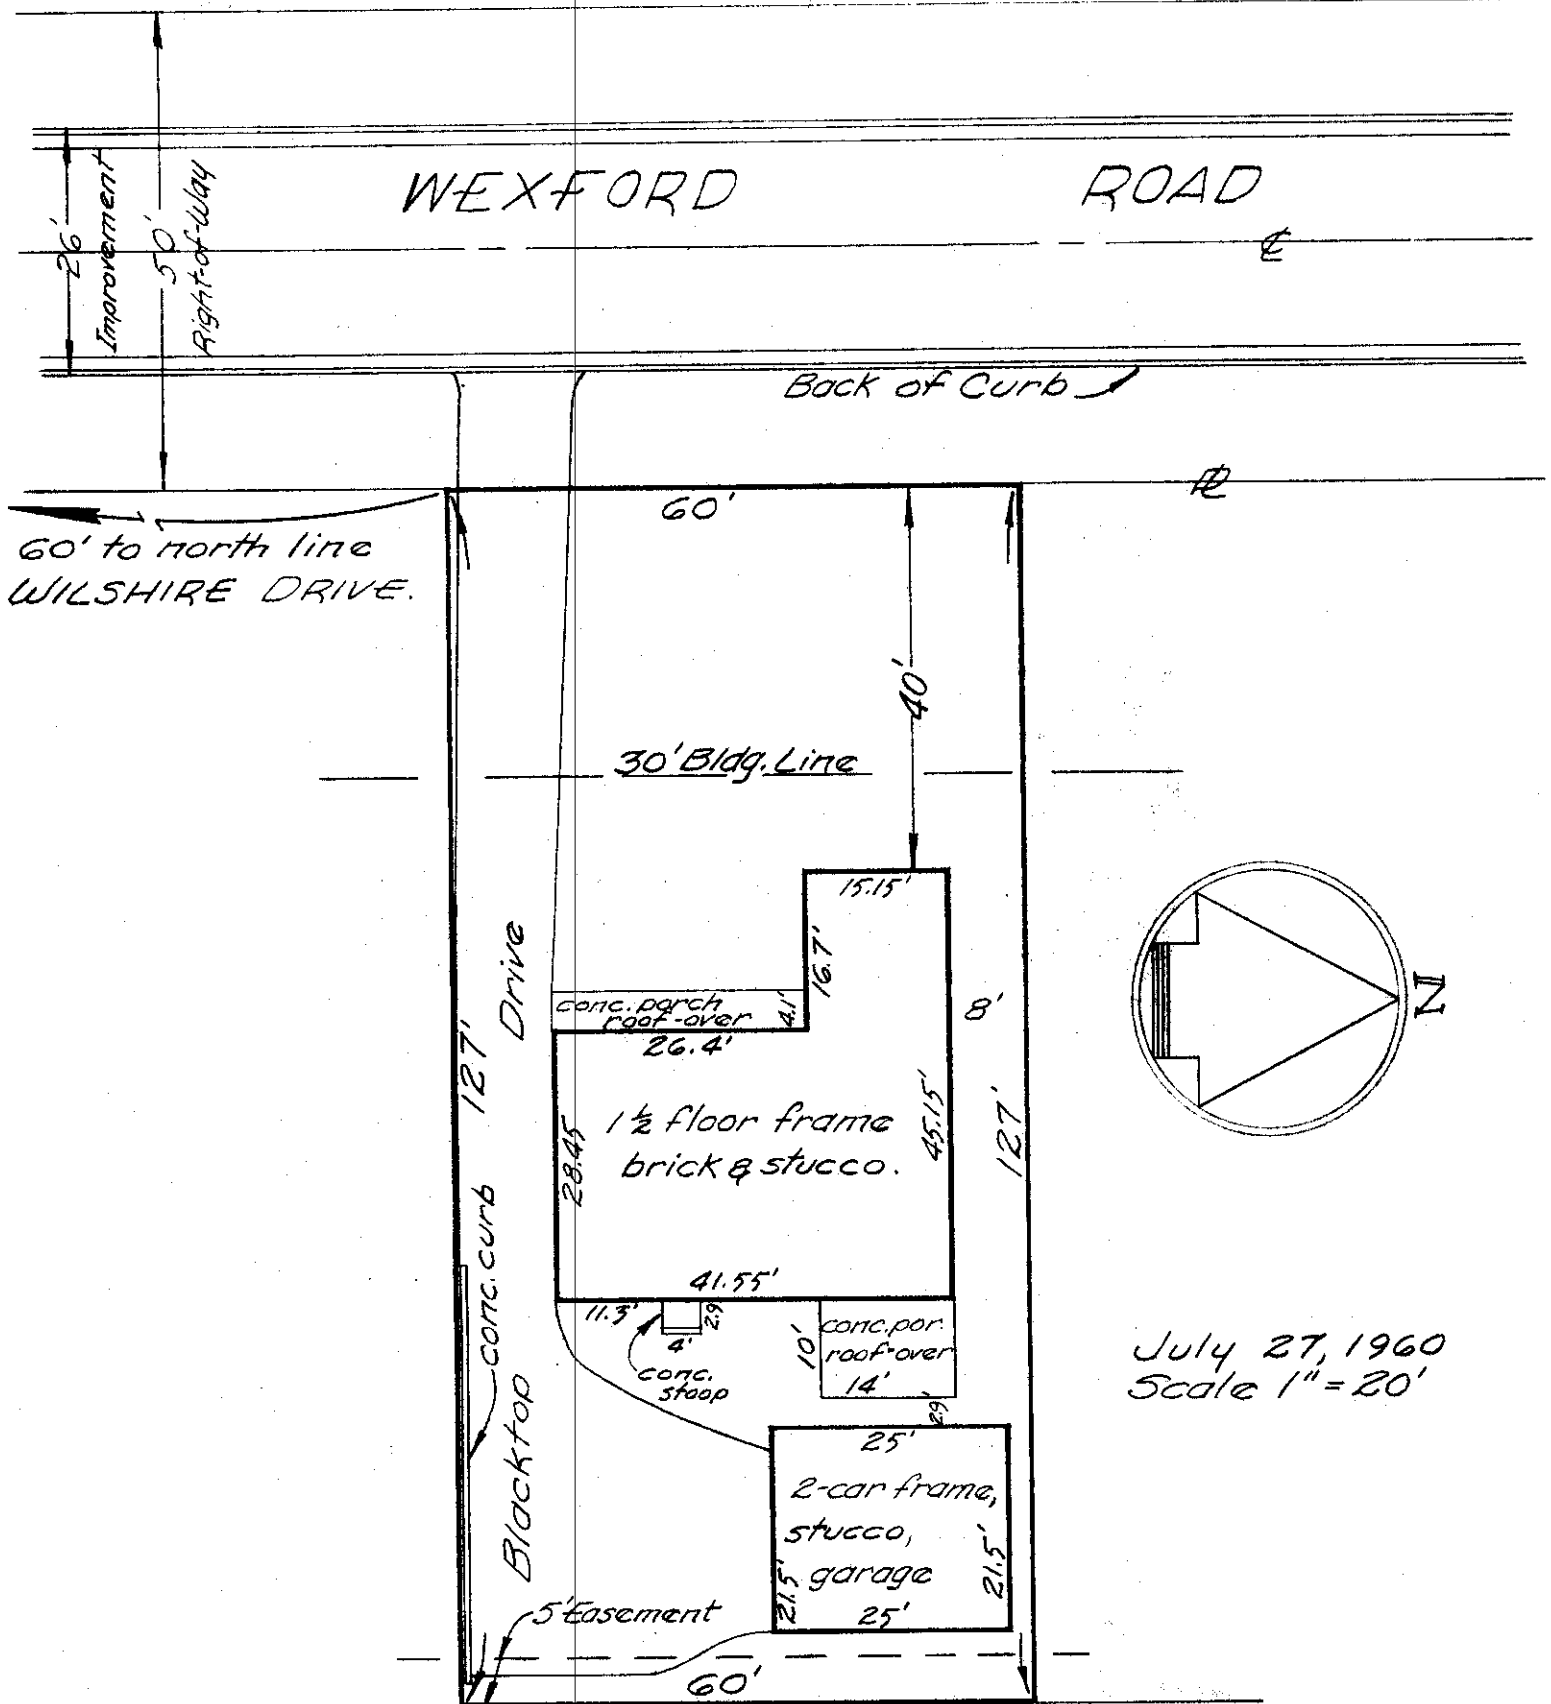 WEXFORD ROAD
26'
Improvement
50'
Right-of-Way
℄
Back of Curb
60'
60' to north line
WILSHIRE DRIVE.
40'
30' Bldg. Line
15.15'
16.7'
conc. porch
roof-over
4.1'
26.4'
8'
N
127'
Blacktop Drive
1 ½ floor frame
brick & stucco.
28.45
45.15'
127'
conc. curb
41.55'
11.3'
2.9
4'
conc.
stoop
10'
conc. por.
roof-over
14'
2.9'
July 27, 1960
Scale 1" = 20'
25'
2-car frame,
stucco,
garage
21.5'
21.5'
25'
5' Easement
60'